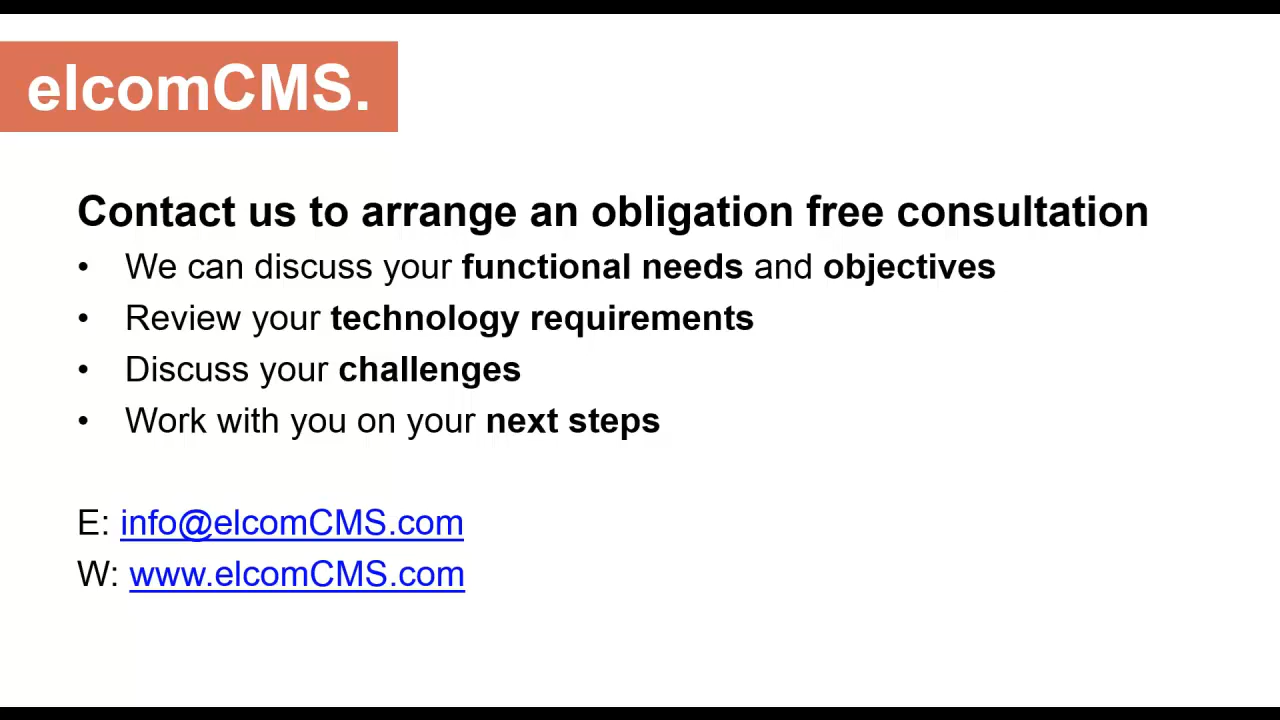 elcomCMS.
Contact us to arrange an obligation free consultation
• We can discuss your functional needs and objectives
• Review your technology requirements
• Discuss your challenges
• Work with you on your next steps
E: info@elcomCMS.com
W: www.elcomCMS.com